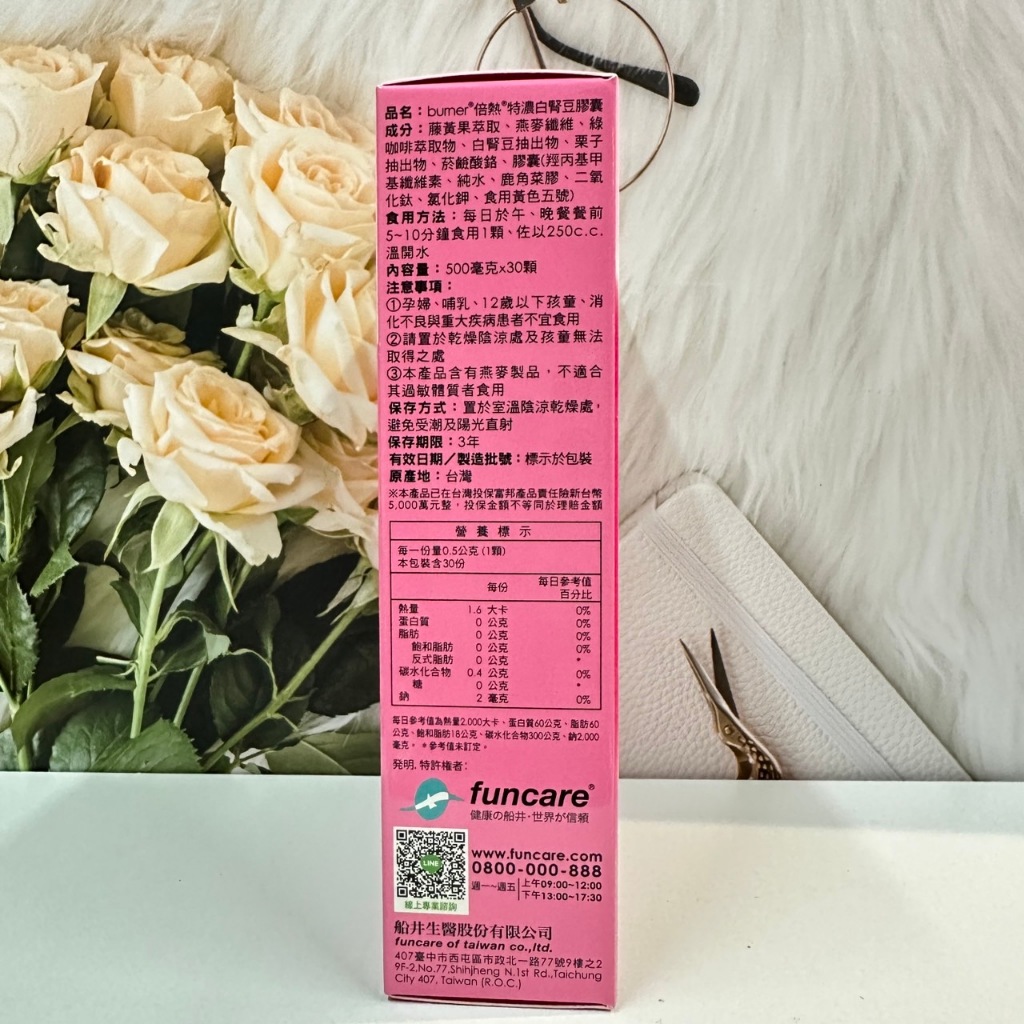 品名：burner®倍熱®特濃白腎豆膠囊
成分：藤黃果萃取、燕麥纖維、綠
咖啡萃取物、白腎豆抽出物、栗子
抽出物、菸鹼酸鉻、膠囊(羥丙基甲
基纖維素、純水、鹿角菜膠、二氧
化鈦、氯化鉀、食用黃色五號)
食用方法：每日於午、晚餐餐前
5~10分鐘食用1顆、佐以250c.c.
溫開水
內容量：500毫克x30顆
注意事項：
①孕婦、哺乳、12歲以下孩童、消
化不良與重大疾病患者不宜食用
②請置於乾燥陰涼處及孩童無法
取得之處
③本產品含有燕麥製品，不適合
其過敏體質者食用
保存方式：置於室溫陰涼乾燥處，
避免受潮及陽光直射
保存期限：3年
有效日期／製造批號：標示於包裝
原產地：台灣
※本產品已在台灣投保富邦產品責任險新台幣
5,000萬元整，投保金額不等同於理賠金額
營養標示
每一份量0.5公克 (1顆)
本包裝含30份
每份 每日參考值
百分比
熱量 1.6 大卡 0%
蛋白質 0 公克 0%
脂肪 0 公克 0%
飽和脂肪 0 公克 0%
反式脂肪 0 公克 *
碳水化合物 0.4 公克 0%
糖 0 公克 *
鈉 2 毫克 0%
每日參考值為熱量2,000大卡、蛋白質60公克、脂肪60
公克、飽和脂肪18公克、碳水化合物300公克、鈉2,000
毫克。＊參考值未訂定。
発明．特許権者：
funcare®
健康の船井・世界が信頼
LINE
線上專業諮詢
www.funcare.com
0800-000-888
週一～週五 上午09:00~12:00
下午13:00~17:30
船井生醫股份有限公司
funcare of taiwan co.,ltd.
407臺中市西屯區市政北一路77號9樓之2
9F-2,No.77,Shihjheng N.1st Rd.,Taichung
City 407, Taiwan (R.O.C.)